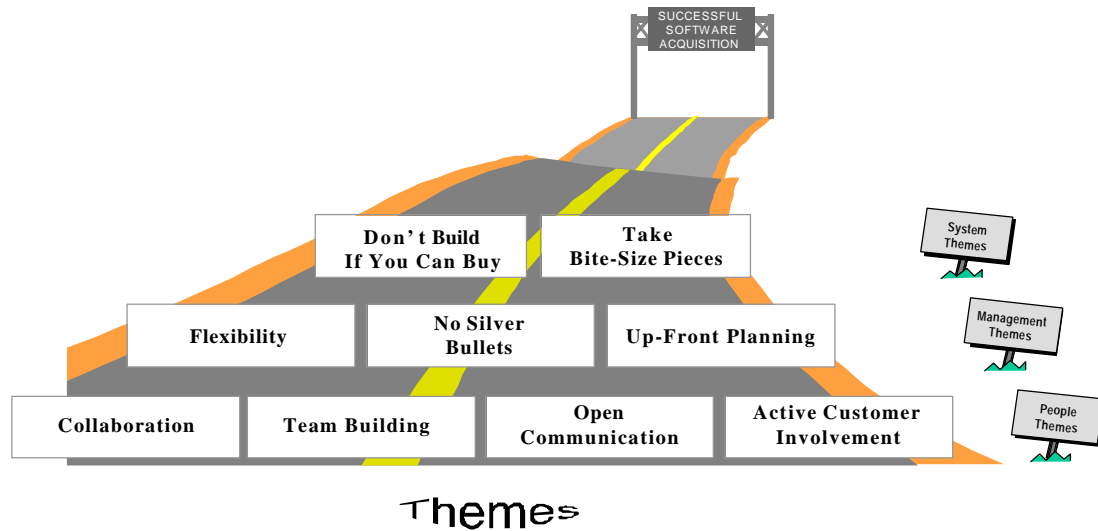 SUCCESSFUL
SOFTWARE
ACQUISITION
Don't Build
If You Can Buy
Take
Bite-Size Pieces
System
Themes
Flexibility
No Silver
Bullets
Up-Front Planning
Management
Themes
Collaboration
Team Building
Open
Communication
Active Customer
Involvement
People
Themes
Themes